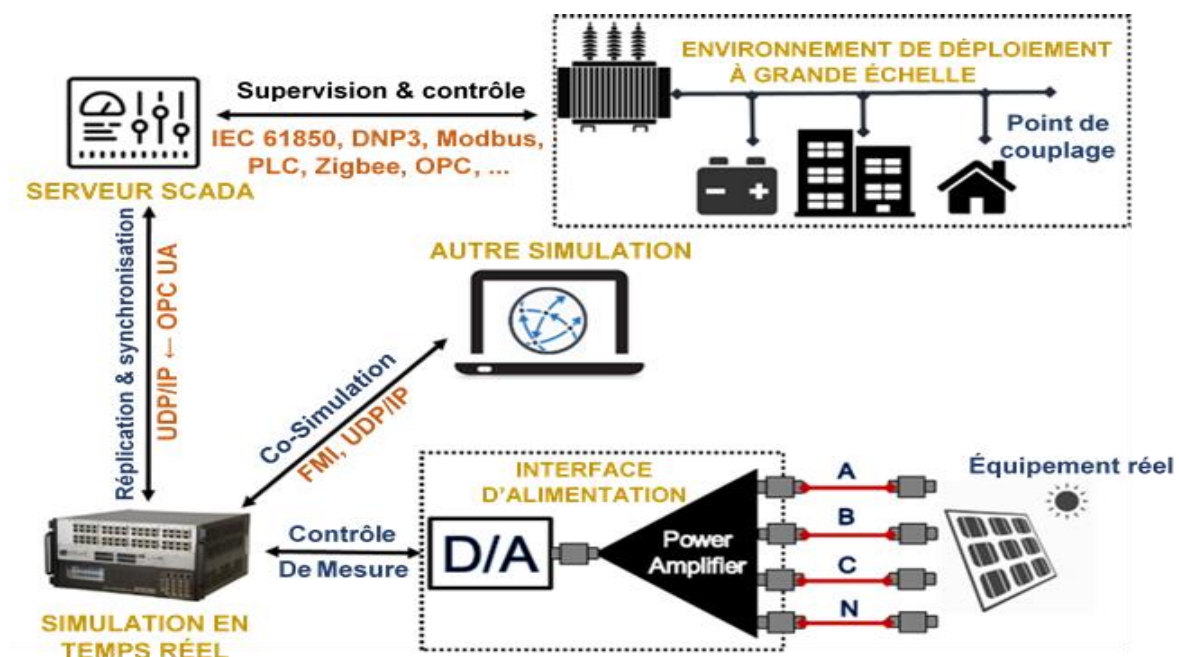 ENVIRONNEMENT DE DÉPLOIEMENT
À GRANDE ÉCHELLE
Supervision & contrôle
IEC 61850, DNP3, Modbus,
PLC, Zigbee, OPC, ...
Point de
couplage
SERVEUR SCADA
Réplication & synchronisation
UDP/IP ← OPC UA
AUTRE SIMULATION
Co-Simulation
FMI, UDP/IP
INTERFACE
D'ALIMENTATION
Équipement réel
A
B
C
N
Contrôle
De Mesure
D/A
Power
Amplifier
SIMULATION EN
TEMPS RÉEL